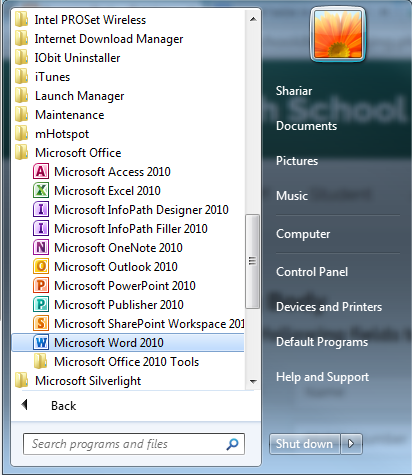 Intel PROSet Wireless
Internet Download Manager
IObit Uninstaller
iTunes
Launch Manager
Maintenance
mHotspot
Microsoft Office
Microsoft Access 2010
Microsoft Excel 2010
Microsoft InfoPath Designer 2010
Microsoft InfoPath Filler 2010
Microsoft OneNote 2010
Microsoft Outlook 2010
Microsoft PowerPoint 2010
Microsoft Publisher 2010
Microsoft SharePoint Workspace 201
Microsoft Word 2010
Microsoft Office 2010 Tools
Microsoft Silverlight
Back
Search programs and files
Shariar
Documents
Pictures
Music
Computer
Control Panel
Devices and Printers
Default Programs
Help and Support
Shut down
School